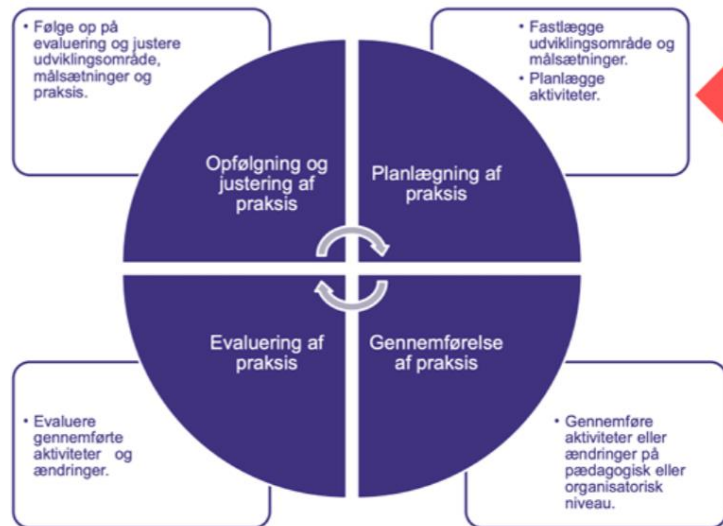 • Følge op på
evaluering og justere
udviklingsområde,
målsætninger og
praksis.
• Fastlægge
udviklingsområde og
målsætninger.
• Planlægge
aktiviteter.
Opfølgning og
justering af
praksis
Planlægning af
praksis
Evaluering af
praksis
Gennemførelse
af praksis
• Evaluere
gennemførte
aktiviteter og
ændringer.
• Gennemføre
aktiviteter eller
ændringer på
pædagogisk eller
organisatorisk
niveau.